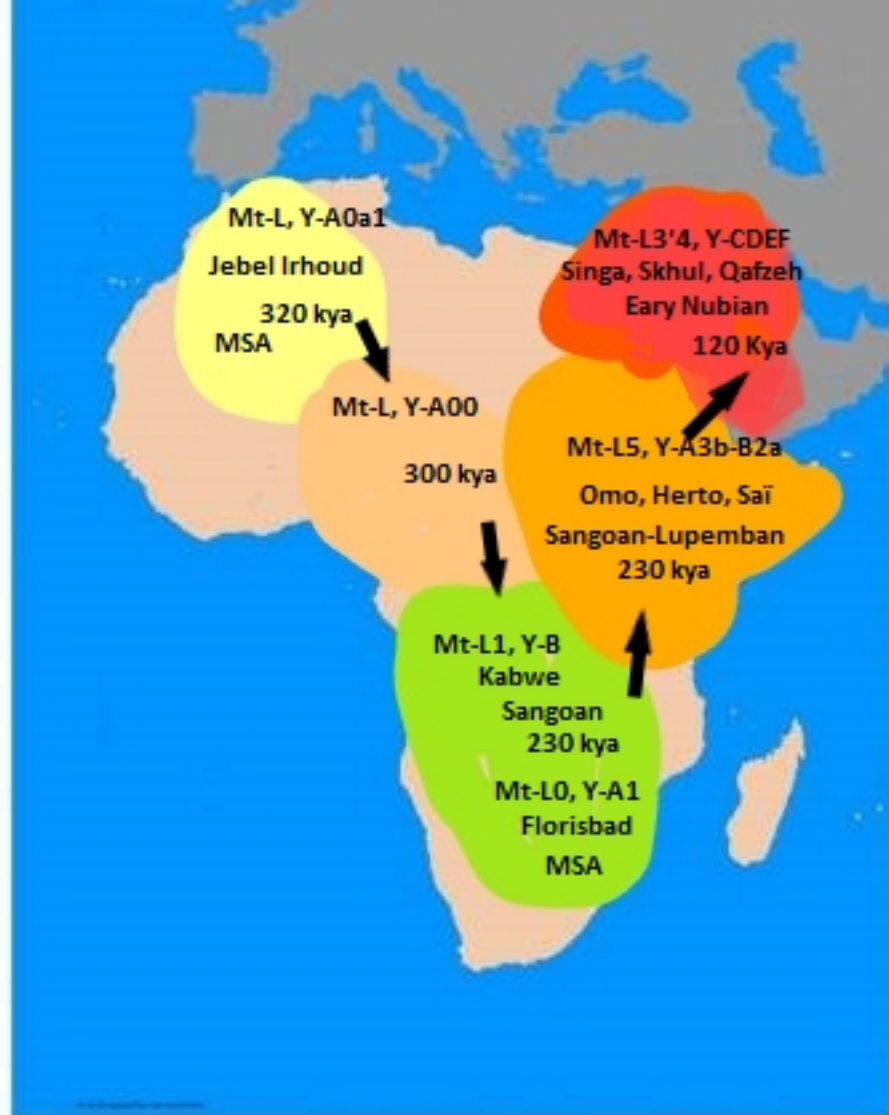 Mt-L, Y-A0a1
Jebel Irhoud
320 kya
MSA
Mt-L3'4, Y-CDEF
Singa, Skhul, Qafzeh
Eary Nubian
120 Kya
Mt-L, Y-A00
300 kya
Mt-L5, Y-A3b-B2a
Omo, Herto, Saï
Sangoan-Lupemban
230 kya
Mt-L1, Y-B
Kabwe
Sangoan
230 kya
Mt-L0, Y-A1
Florisbad
MSA